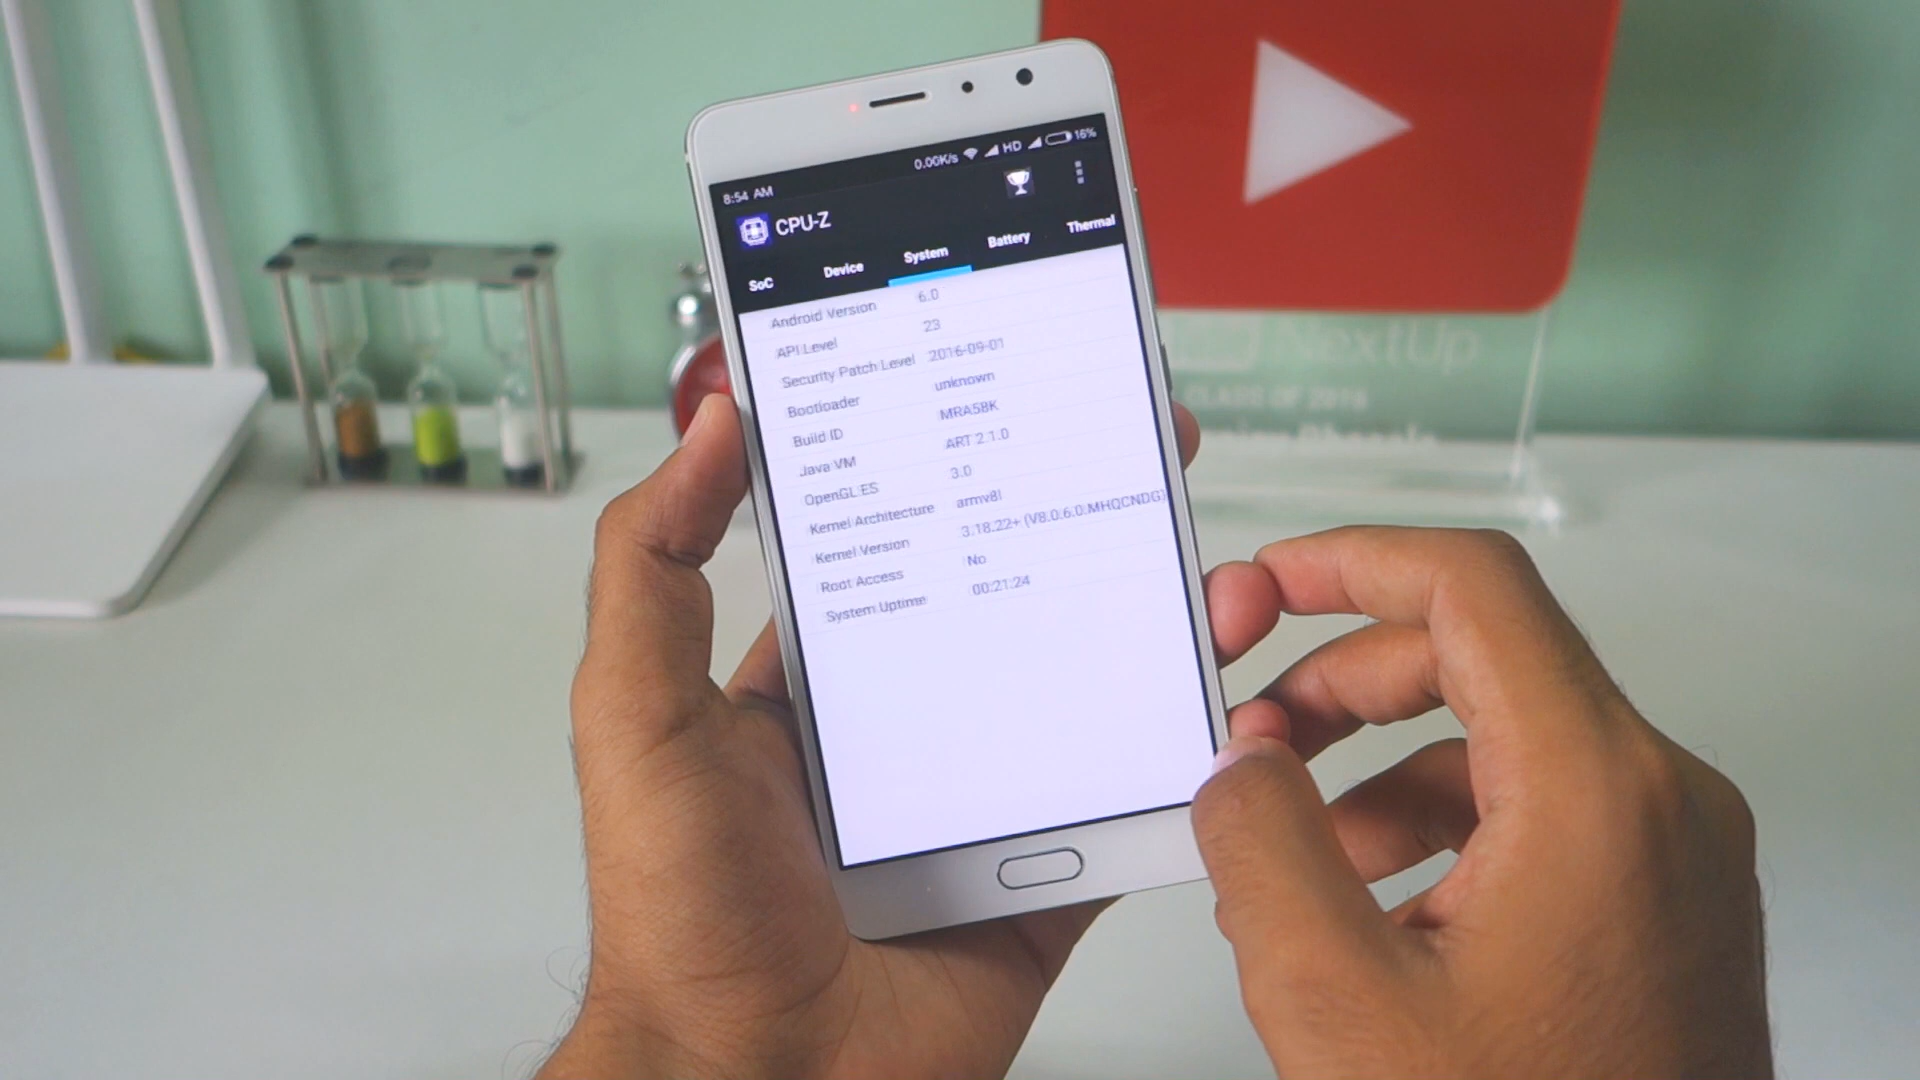 8:54 AM 0.00K/s HD 16%
CPU-Z
SoC Device System Battery Thermal
Android Version 6.0
API Level 23
Security Patch Level 2016-09-01
Bootloader unknown
Build ID MRA58K
Java VM ART 2.1.0
OpenGL ES 3.0
Kernel Architecture armv8l
Kernel Version 3.18.22+ (V8.0.6.0.MHQCNDG)
Root Access No
System Uptime 00:21:24
NextUp
CLASS OF 2016